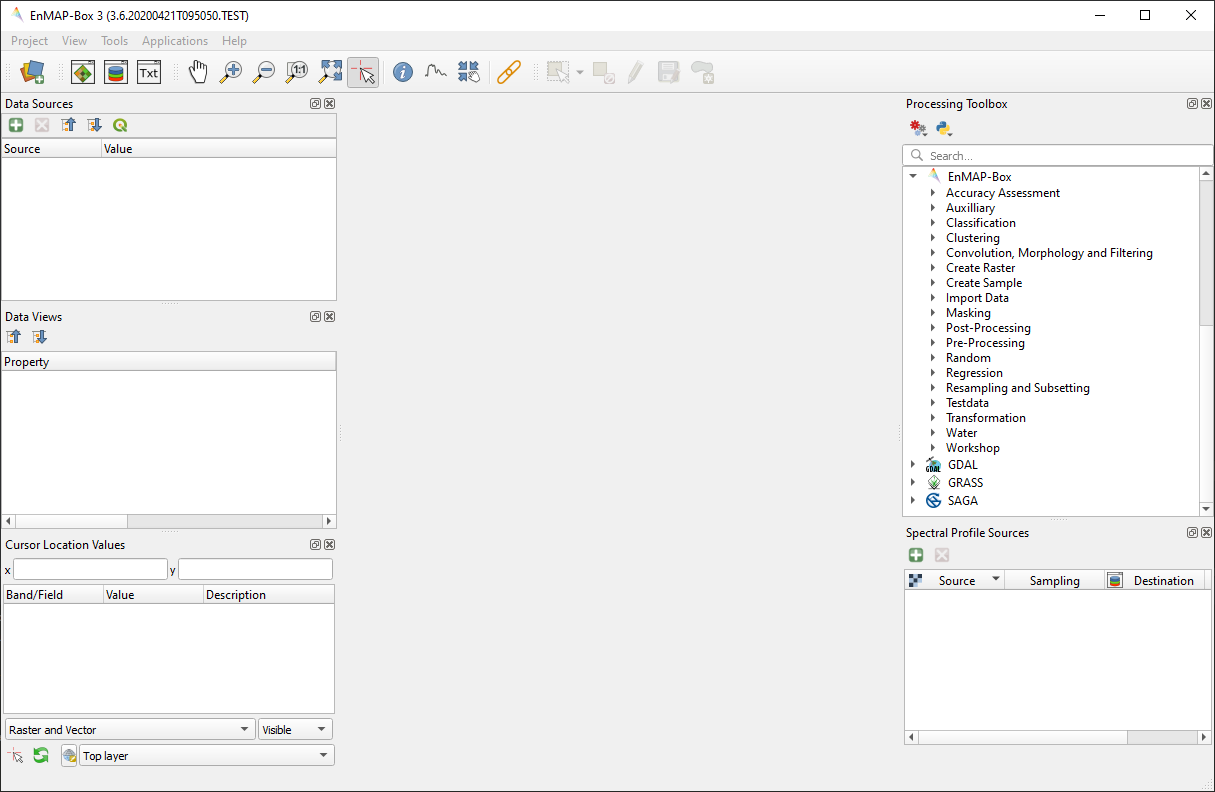 EnMAP-Box 3 (3.6.20200421T095050.TEST)
Project View Tools Applications Help
Txt
1:1
Data Sources
Source Value
Data Views
Property
Cursor Location Values
x y
Band/Field Value Description
Raster and Vector Visible
Top layer
Processing Toolbox
Search...
EnMAP-Box
Accuracy Assessment
Auxilliary
Classification
Clustering
Convolution, Morphology and Filtering
Create Raster
Create Sample
Import Data
Masking
Post-Processing
Pre-Processing
Random
Regression
Resampling and Subsetting
Testdata
Transformation
Water
Workshop
GDAL GDAL
GRASS
SAGA
Spectral Profile Sources
Source Sampling Destination